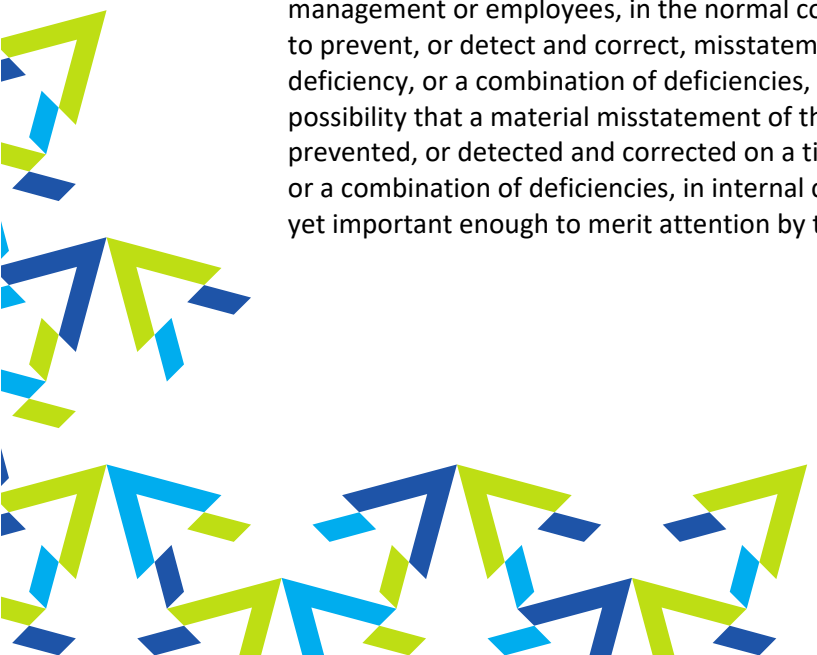 management or employees, in the normal co
to prevent, or detect and correct, misstatem
deficiency, or a combination of deficiencies,
possibility that a material misstatement of th
prevented, or detected and corrected on a ti
or a combination of deficiencies, in internal
yet important enough to merit attention by